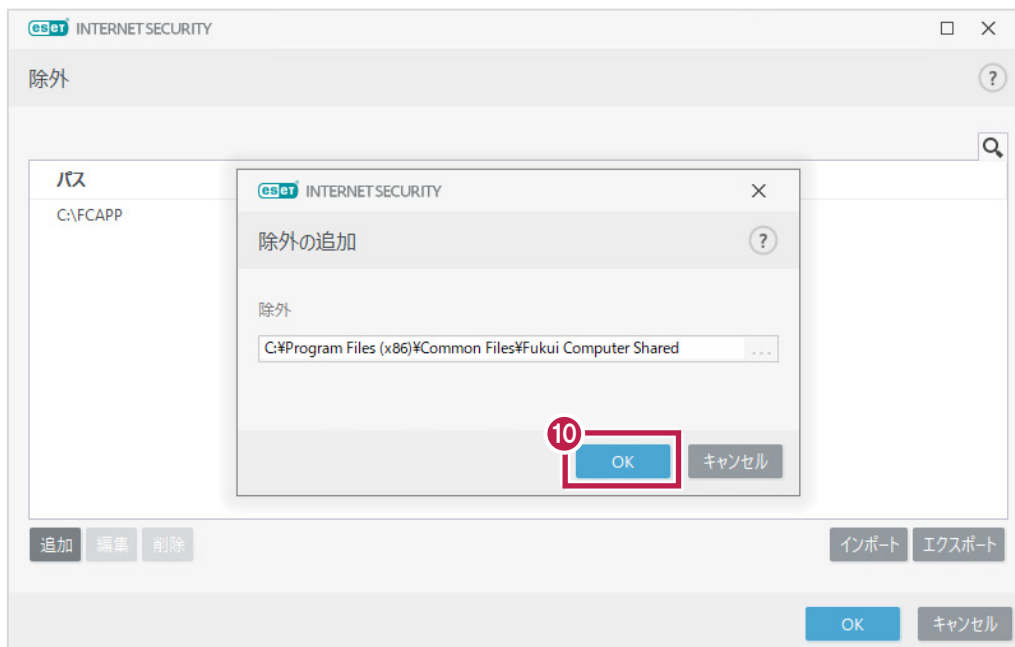 eseT INTERNET SECURITY
除外
?
パス
C:\FCAPP
eseT INTERNET SECURITY
除外の追加
?
除外
C:¥Program Files (x86)¥Common Files¥Fukui Computer Shared
...
10
OK キャンセル
追加 編集 削除 インポート エクスポート
OK キャンセル